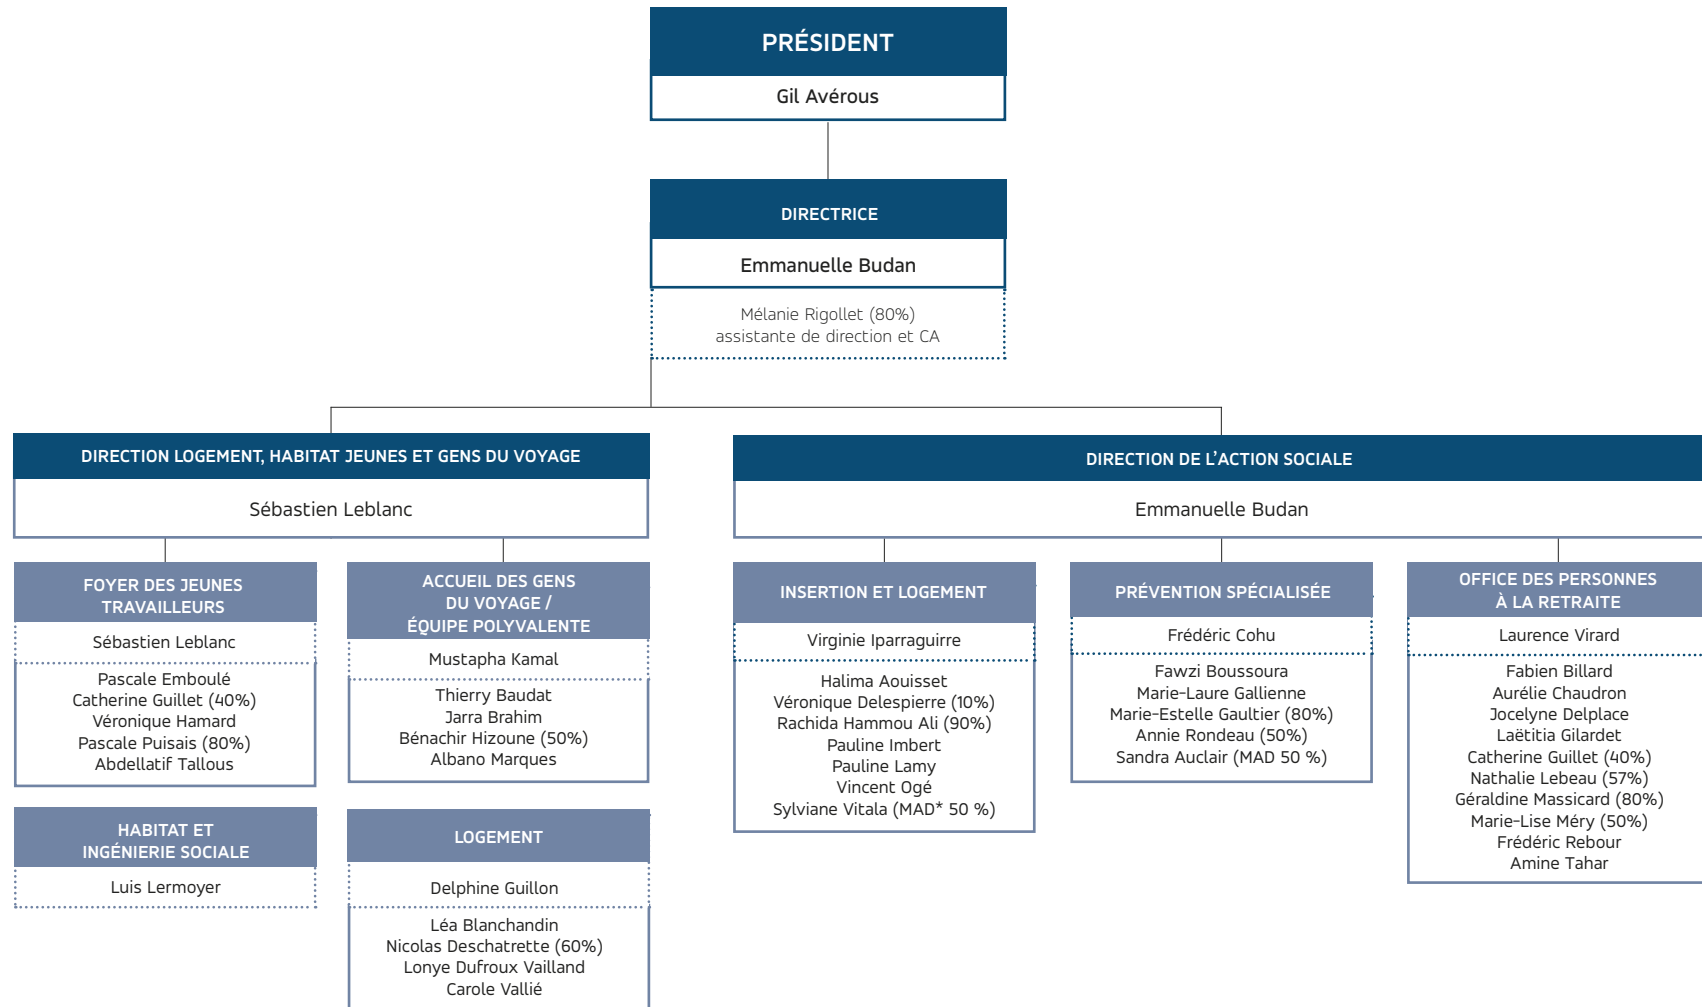 PRÉSIDENT
Gil Avérous
DIRECTRICE
Emmanuelle Budan
Mélanie Rigollet (80%)
assistante de direction et CA
DIRECTION LOGEMENT, HABITAT JEUNES ET GENS DU VOYAGE
Sébastien Leblanc
FOYER DES JEUNES
TRAVAILLEURS
Sébastien Leblanc
Pascale Emboulé
Catherine Guillet (40%)
Véronique Hamard
Pascale Puisais (80%)
Abdellatif Tallous
ACCUEIL DES GENS
DU VOYAGE /
ÉQUIPE POLYVALENTE
Mustapha Kamal
Thierry Baudat
Jarra Brahim
Bénachir Hizoune (50%)
Albano Marques
HABITAT ET
INGÉNIERIE SOCIALE
Luis Lermoyer
LOGEMENT
Delphine Guillon
Léa Blanchandin
Nicolas Deschatrette (60%)
Lonye Dufroux Vailland
Carole Vallié
DIRECTION DE L'ACTION SOCIALE
Emmanuelle Budan
INSERTION ET LOGEMENT
Virginie Iparraguirre
Halima Aouisset
Véronique Delespierre (10%)
Rachida Hammou Ali (90%)
Pauline Imbert
Pauline Lamy
Vincent Ogé
Sylviane Vitala (MAD* 50 %)
PRÉVENTION SPÉCIALISÉE
Frédéric Cohu
Fawzi Boussoura
Marie-Laure Gallienne
Marie-Estelle Gaultier (80%)
Annie Rondeau (50%)
Sandra Auclair (MAD 50 %)
OFFICE DES PERSONNES
À LA RETRAITE
Laurence Virard
Fabien Billard
Aurélie Chaudron
Jocelyne Delplace
Laëtitia Gilardet
Catherine Guillet (40%)
Nathalie Lebeau (57%)
Géraldine Massicard (80%)
Marie-Lise Méry (50%)
Frédéric Rebour
Amine Tahar